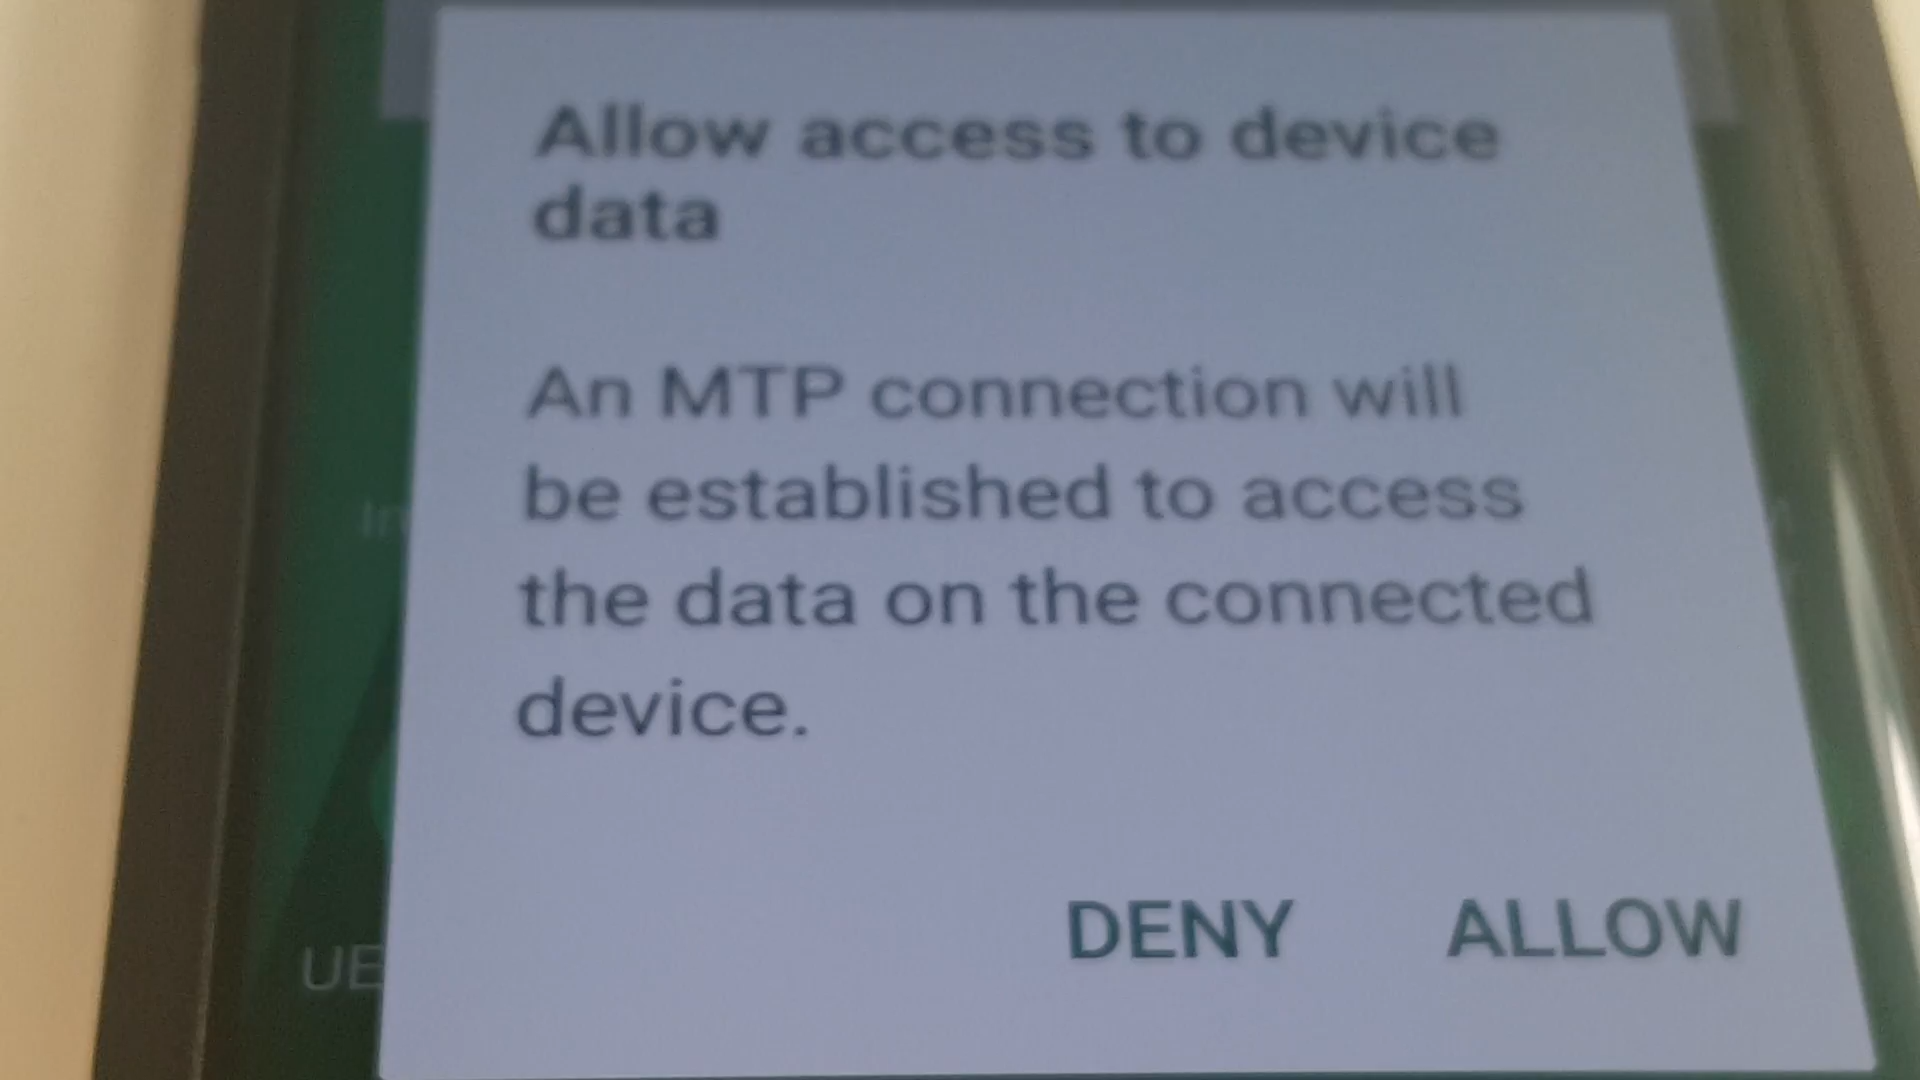 Allow access to device
data
An MTP connection will
be established to access
the data on the connected
device.
DENY ALLOW